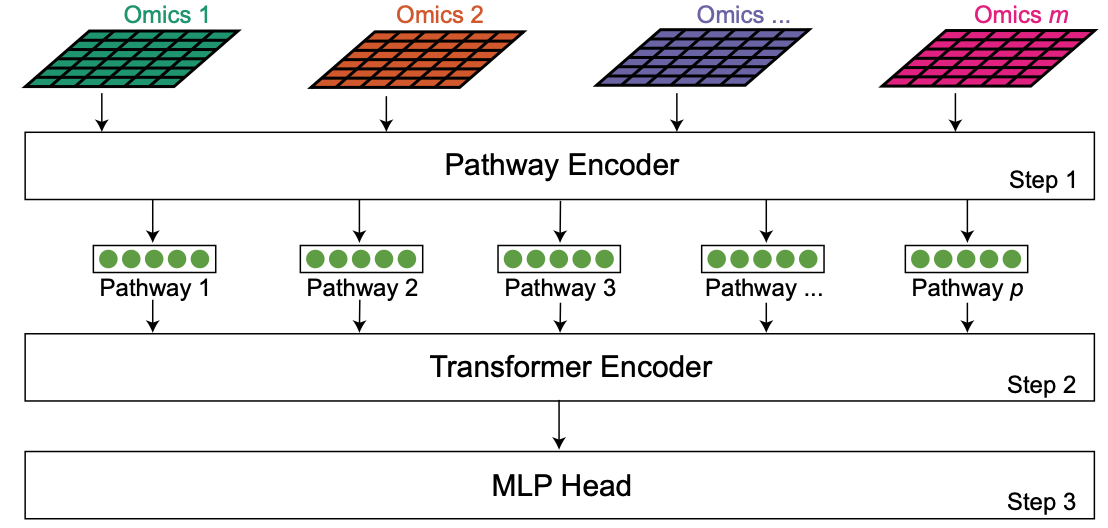 Omics 1
Omics 2
Omics ...
Omics m
Pathway Encoder
Step 1
Pathway 1
Pathway 2
Pathway 3
Pathway ...
Pathway p
Transformer Encoder
Step 2
MLP Head
Step 3